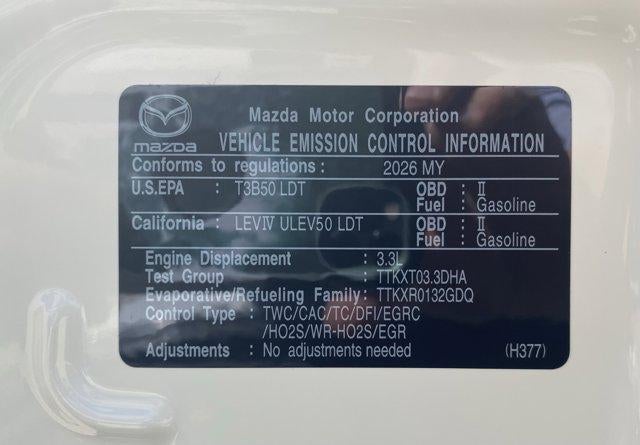 Mazda Motor Corporation
mazda VEHICLE EMISSION CONTROL INFORMATION
Conforms to regulations : 2026 MY
U.S.EPA : T3B50 LDT OBD : II
Fuel : Gasoline
California : LEVIV ULEV50 LDT OBD : II
Fuel : Gasoline
Engine Displacement : 3.3L
Test Group : TTKXT03.3DHA
Evaporative/Refueling Family: TTKXR0132GDQ
Control Type : TWC/CAC/TC/DFI/EGRC
/HO2S/WR-HO2S/EGR
Adjustments : No adjustments needed (H377)